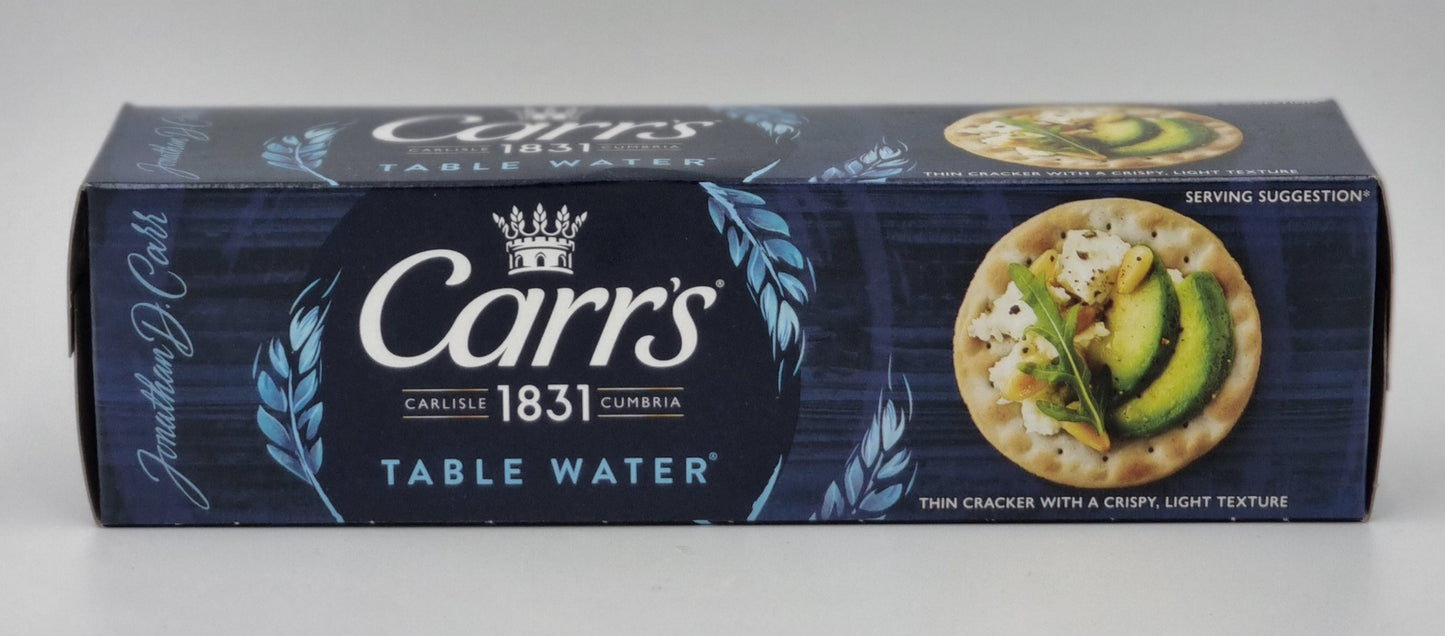 Carr's
CARLISLE 1831 CUMBRIA
TABLE WATER
THIN CRACKER WITH A CRISPY, LIGHT TEXTURE
Jonathan D. Carr
Carr's®
CARLISLE 1831 CUMBRIA
TABLE WATER®
SERVING SUGGESTION*
THIN CRACKER WITH A CRISPY, LIGHT TEXTURE